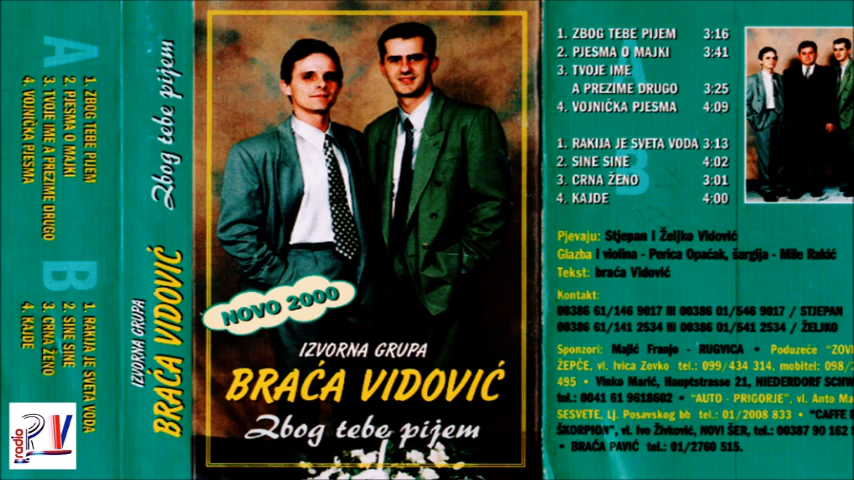 A
1. ZBOG TEBE PIJEM
2. PJESMA O MAJKI
3. TVOJE IME A PREZIME DRUGO
4. VOJNIČKA PJESMA
B
1. RAKIJA JE SVETA VODA
2. SINE SINE
3. CRNA ŽENO
4. KAJDE
radio
Zbog tebe pijem
IZVORNA GRUPA
BRAĆA VIDOVIĆ
NOVO 2000
IZVORNA GRUPA
BRAĆA VIDOVIĆ
Zbog tebe pijem
1. ZBOG TEBE PIJEM 3:16
2. PJESMA O MAJKI 3:41
3. TVOJE IME
A PREZIME DRUGO 3:25
4. VOJNIČKA PJESMA 4:09
1. RAKIJA JE SVETA VODA 3:13
2. SINE SINE 4:02
3. CRNA ŽENO 3:01
4. KAJDE 4:00
Pjevaju: Stjepan i Željko Vidović
Glazba i violina - Perica Opačak, šargija - Mile Rakić
Tekst: braća Vidović
Kontakt:
00386 61/146 9017 ili 00386 01/546 9017 / STJEPAN
00386 61/141 2534 ili 00386 01/541 2534 / ŽELJKO
Sponzori: Majić Franjo - RUGVICA • Poduzeće "ZOVI
ŽEPČE, vl. Ivica Zovko tel.: 099/434 314, mobitel: 098/2
495 • Vinko Marić, Hauptstrasse 21, NIEDERDORF SCHW
tel.: 0041 61 9618602 • "AUTO - PRIGORJE", vl. Anto Ma
SESVETE, Lj. Posavskog bb tel.: 01/2008 833 • "CAFFE
ŠKORPION", vl. Ivo Živković, NOVI ŠER, tel.: 00387 90 162
• BRAĆA PAVIĆ tel.: 01/2760 515.